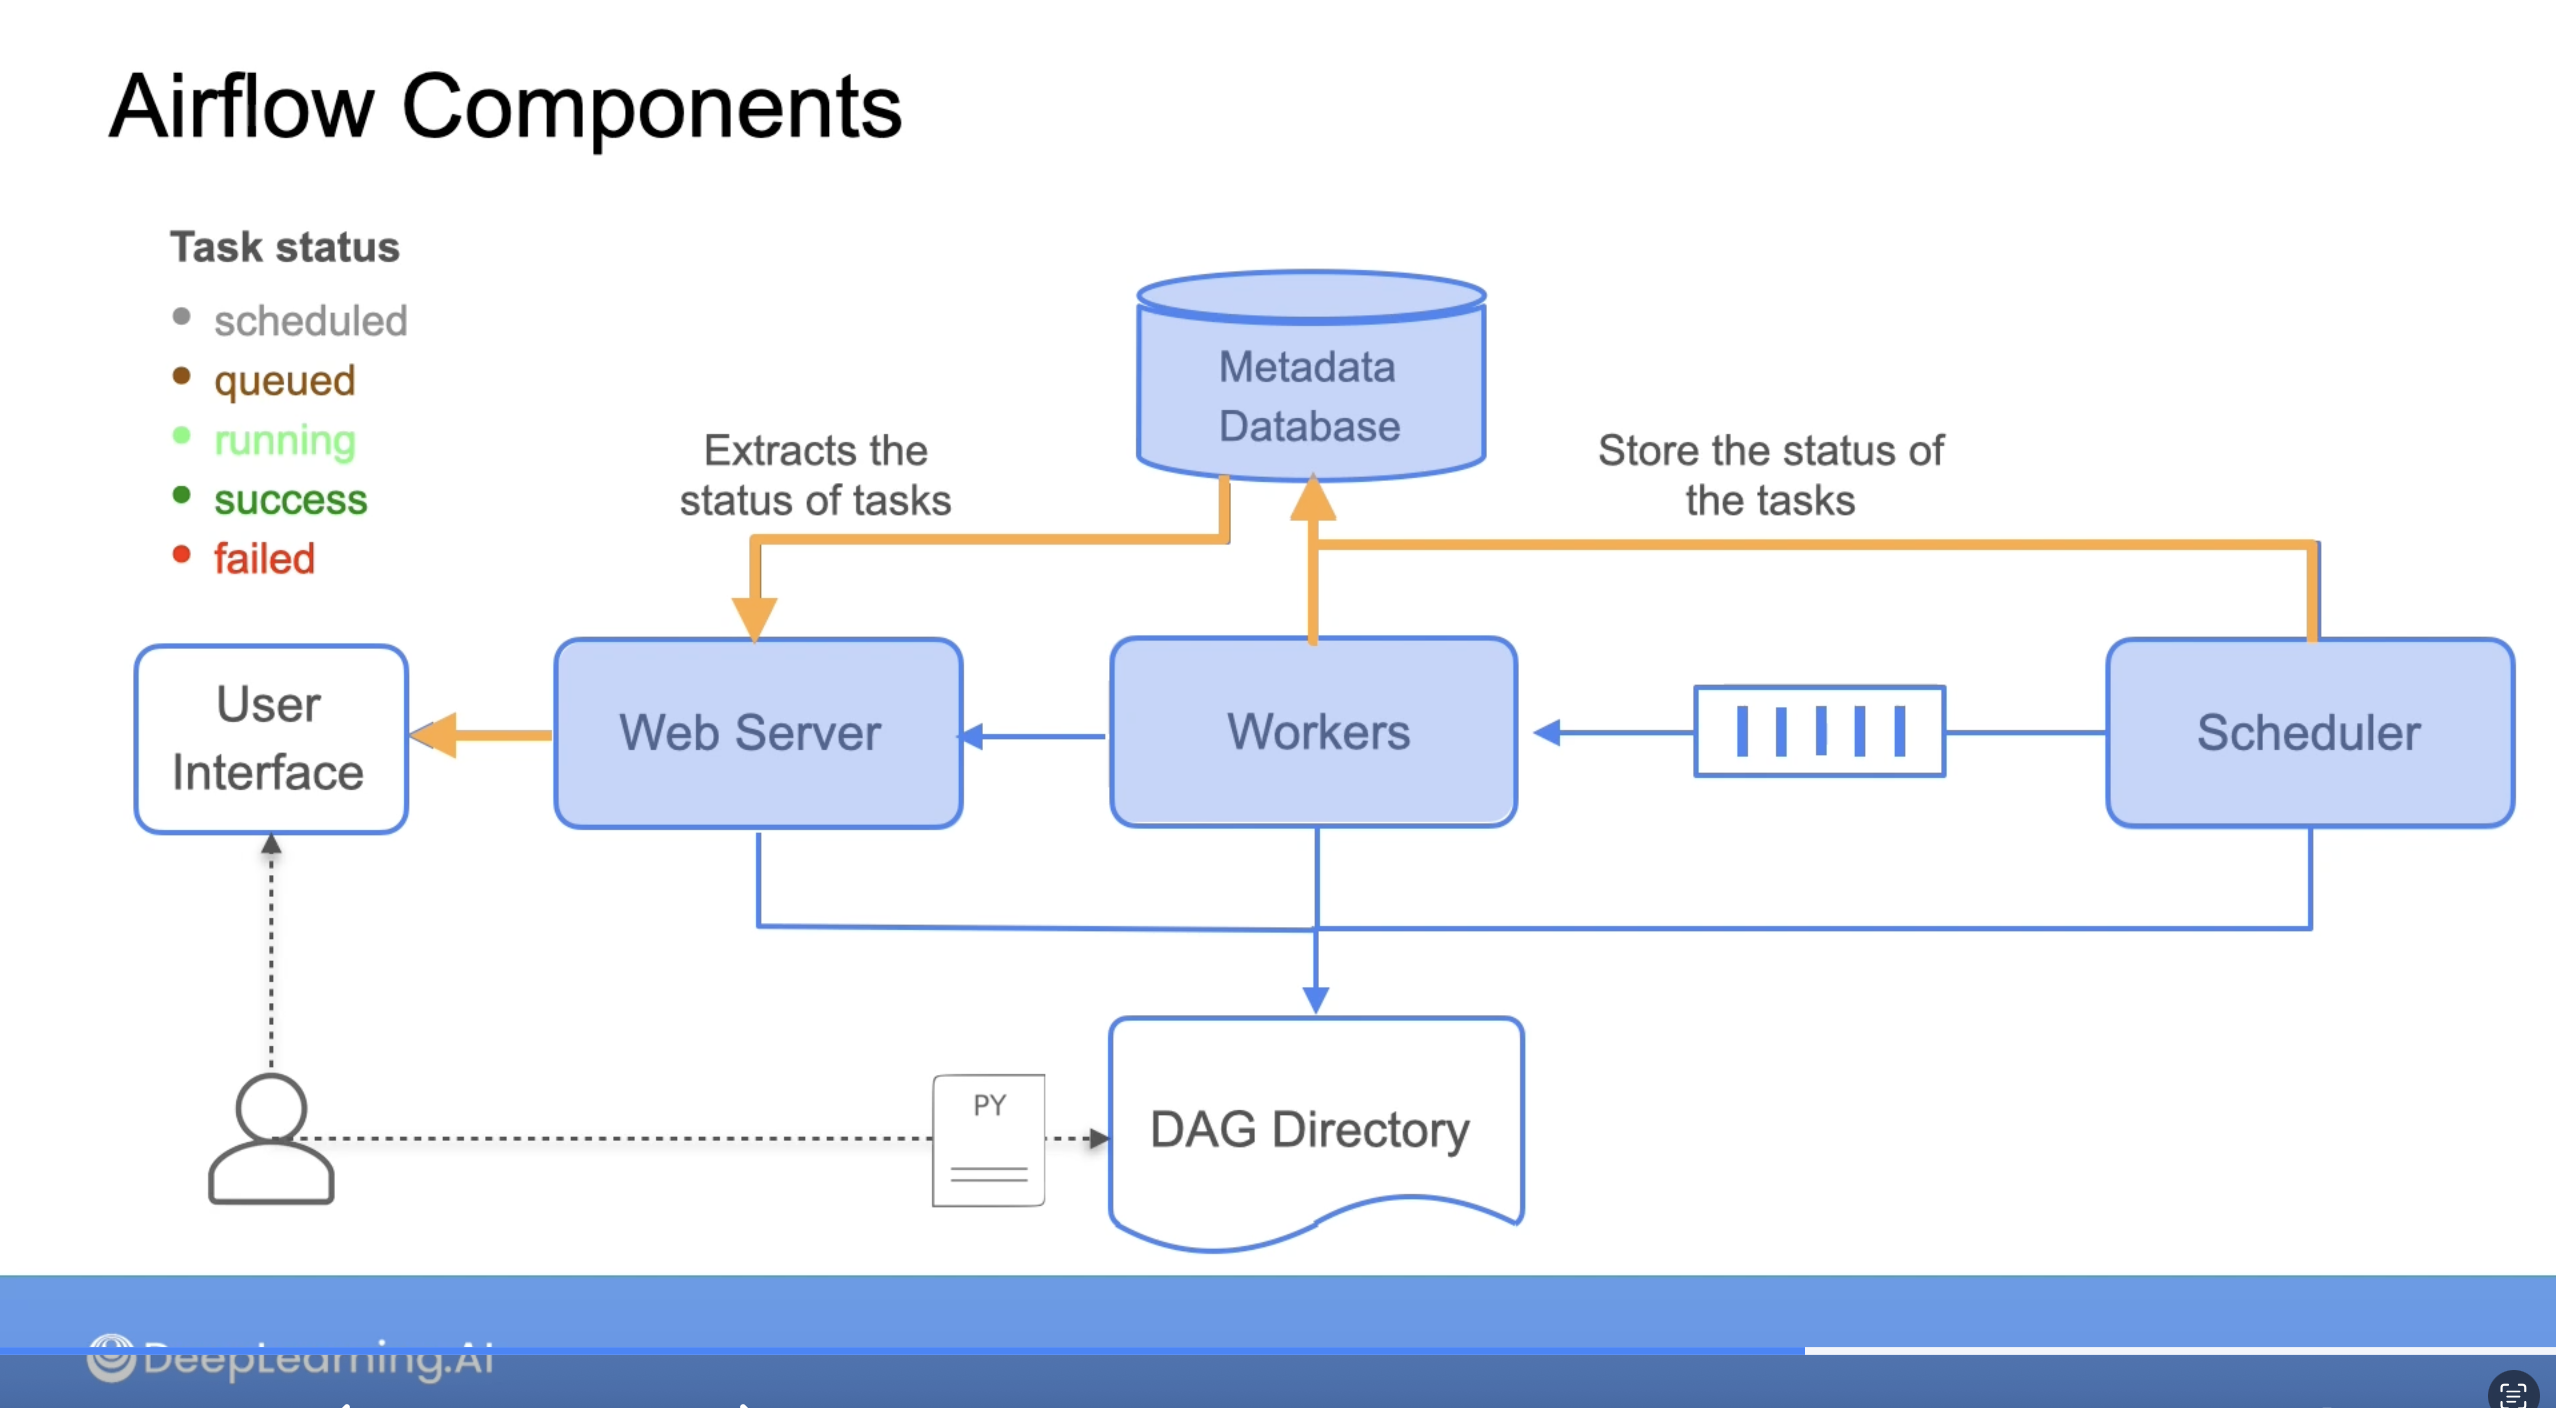 Airflow Components
Task status
scheduled
queued
running
success
failed
Metadata
Database
Extracts the
status of tasks
Store the status of
the tasks
User
Interface
Web Server
Workers
Scheduler
PY
DAG Directory
DeepLearning.AI